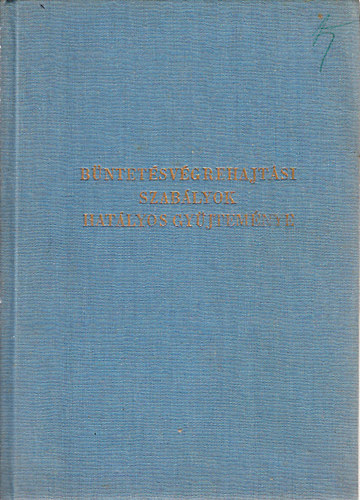 BÜNTETÉSVÉGREHAJTÁSI
SZABÁLYOK
HATÁLYOS GYŰJTEMÉNYE